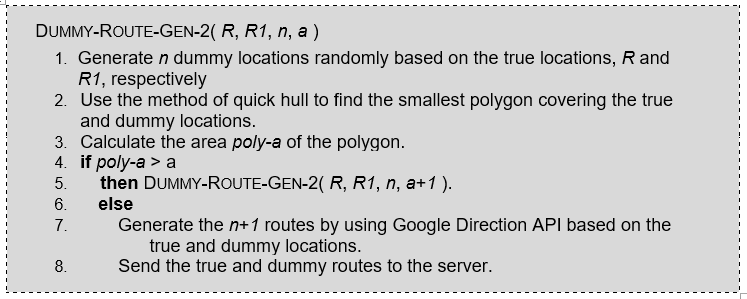 DUMMY-ROUTE-GEN-2( R, R1, n, a )
1. Generate n dummy locations randomly based on the true locations, R and
R1, respectively
2. Use the method of quick hull to find the smallest polygon covering the true
and dummy locations.
3. Calculate the area poly-a of the polygon.
4. if poly-a > a
5. then DUMMY-ROUTE-GEN-2( R, R1, n, a+1 ).
6. else
7. Generate the n+1 routes by using Google Direction API based on the
true and dummy locations.
8. Send the true and dummy routes to the server.